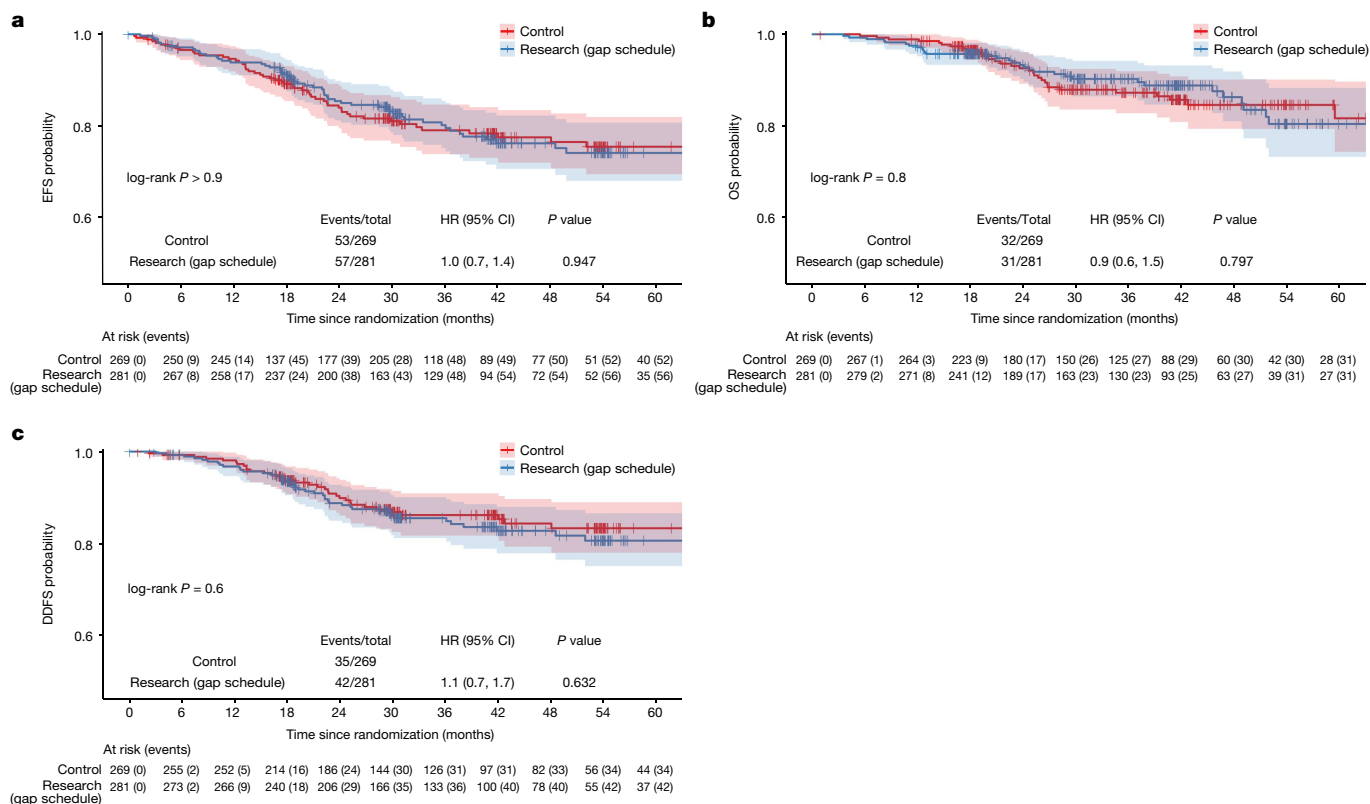 a
1.0
0.8
0.6
EFS probability
Control
Research (gap schedule)
log-rank P > 0.9
Events/total HR (95% CI) P value
Control 53/269
Research (gap schedule) 57/281 1.0 (0.7, 1.4) 0.947
0 6 12 18 24 30 36 42 48 54 60
Time since randomization (months)
At risk (events)
Control 269 (0) 250 (9) 245 (14) 137 (45) 177 (39) 205 (28) 118 (48) 89 (49) 77 (50) 51 (52) 40 (52)
Research 281 (0) 267 (8) 258 (17) 237 (24) 200 (38) 163 (43) 129 (48) 94 (54) 72 (54) 52 (56) 35 (56)
(gap schedule)
b
1.0
0.8
0.6
OS probability
Control
Research (gap schedule)
log-rank P = 0.8
Events/Total HR (95% CI) P value
Control 32/269
Research (gap schedule) 31/281 0.9 (0.6, 1.5) 0.797
0 6 12 18 24 30 36 42 48 54 60
Time since randomization (months)
At risk (events)
Control 269 (0) 267 (1) 264 (3) 223 (9) 180 (17) 150 (26) 125 (27) 88 (29) 60 (30) 42 (30) 28 (31)
Research 281 (0) 279 (2) 271 (8) 241 (12) 189 (17) 163 (23) 130 (23) 93 (25) 63 (27) 39 (31) 27 (31)
(gap schedule)
c
1.0
0.8
0.6
DDFS probability
Control
Research (gap schedule)
log-rank P = 0.6
Events/total HR (95% CI) P value
Control 35/269
Research (gap schedule) 42/281 1.1 (0.7, 1.7) 0.632
0 6 12 18 24 30 36 42 48 54 60
Time since randomization (months)
At risk (events)
Control 269 (0) 255 (2) 252 (5) 214 (16) 186 (24) 144 (30) 126 (31) 97 (31) 82 (33) 56 (34) 44 (34)
Research 281 (0) 273 (2) 266 (9) 240 (18) 206 (29) 166 (35) 133 (36) 100 (40) 78 (40) 55 (42) 37 (42)
(gap schedule)